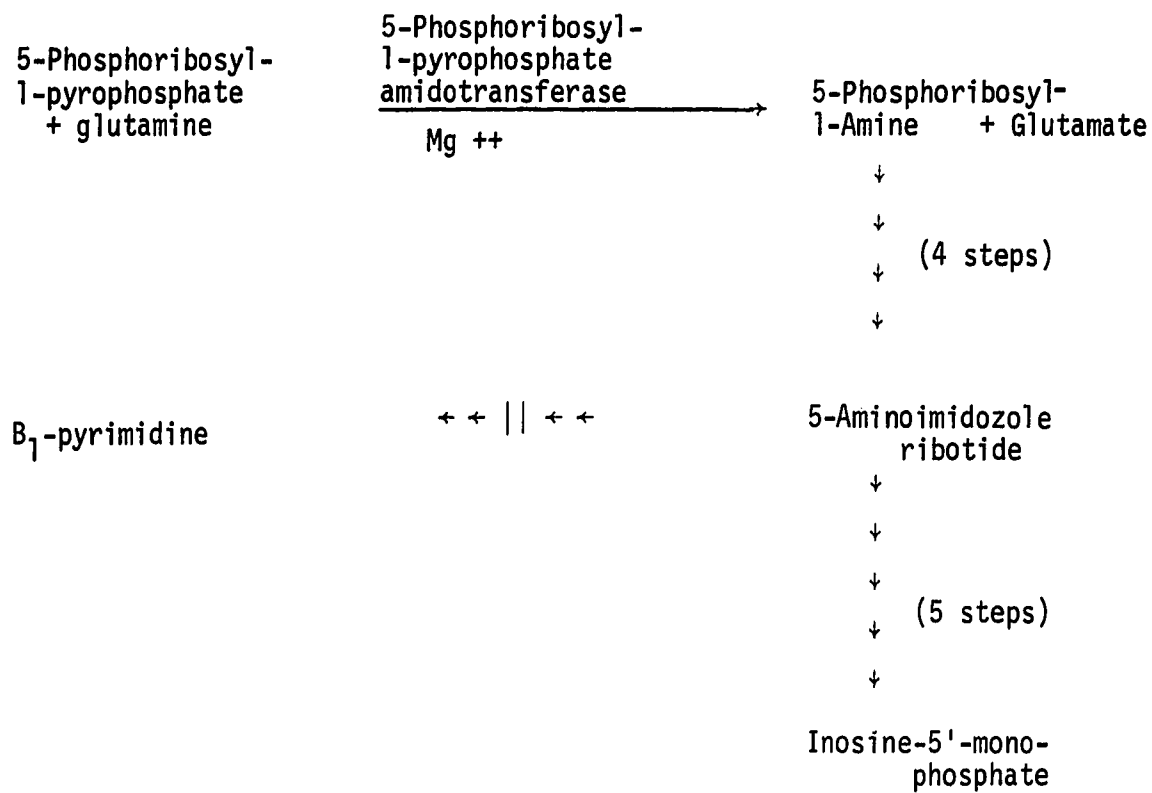 5-Phosphoribosyl-
1-pyrophosphate
+ glutamine
5-Phosphoribosyl-
1-pyrophosphate
amidotransferase
Mg ++
5-Phosphoribosyl-
1-Amine + Glutamate
(4 steps)
B1-pyrimidine
5-Aminoimidozole
ribotide
(5 steps)
Inosine-5'-mono-
phosphate